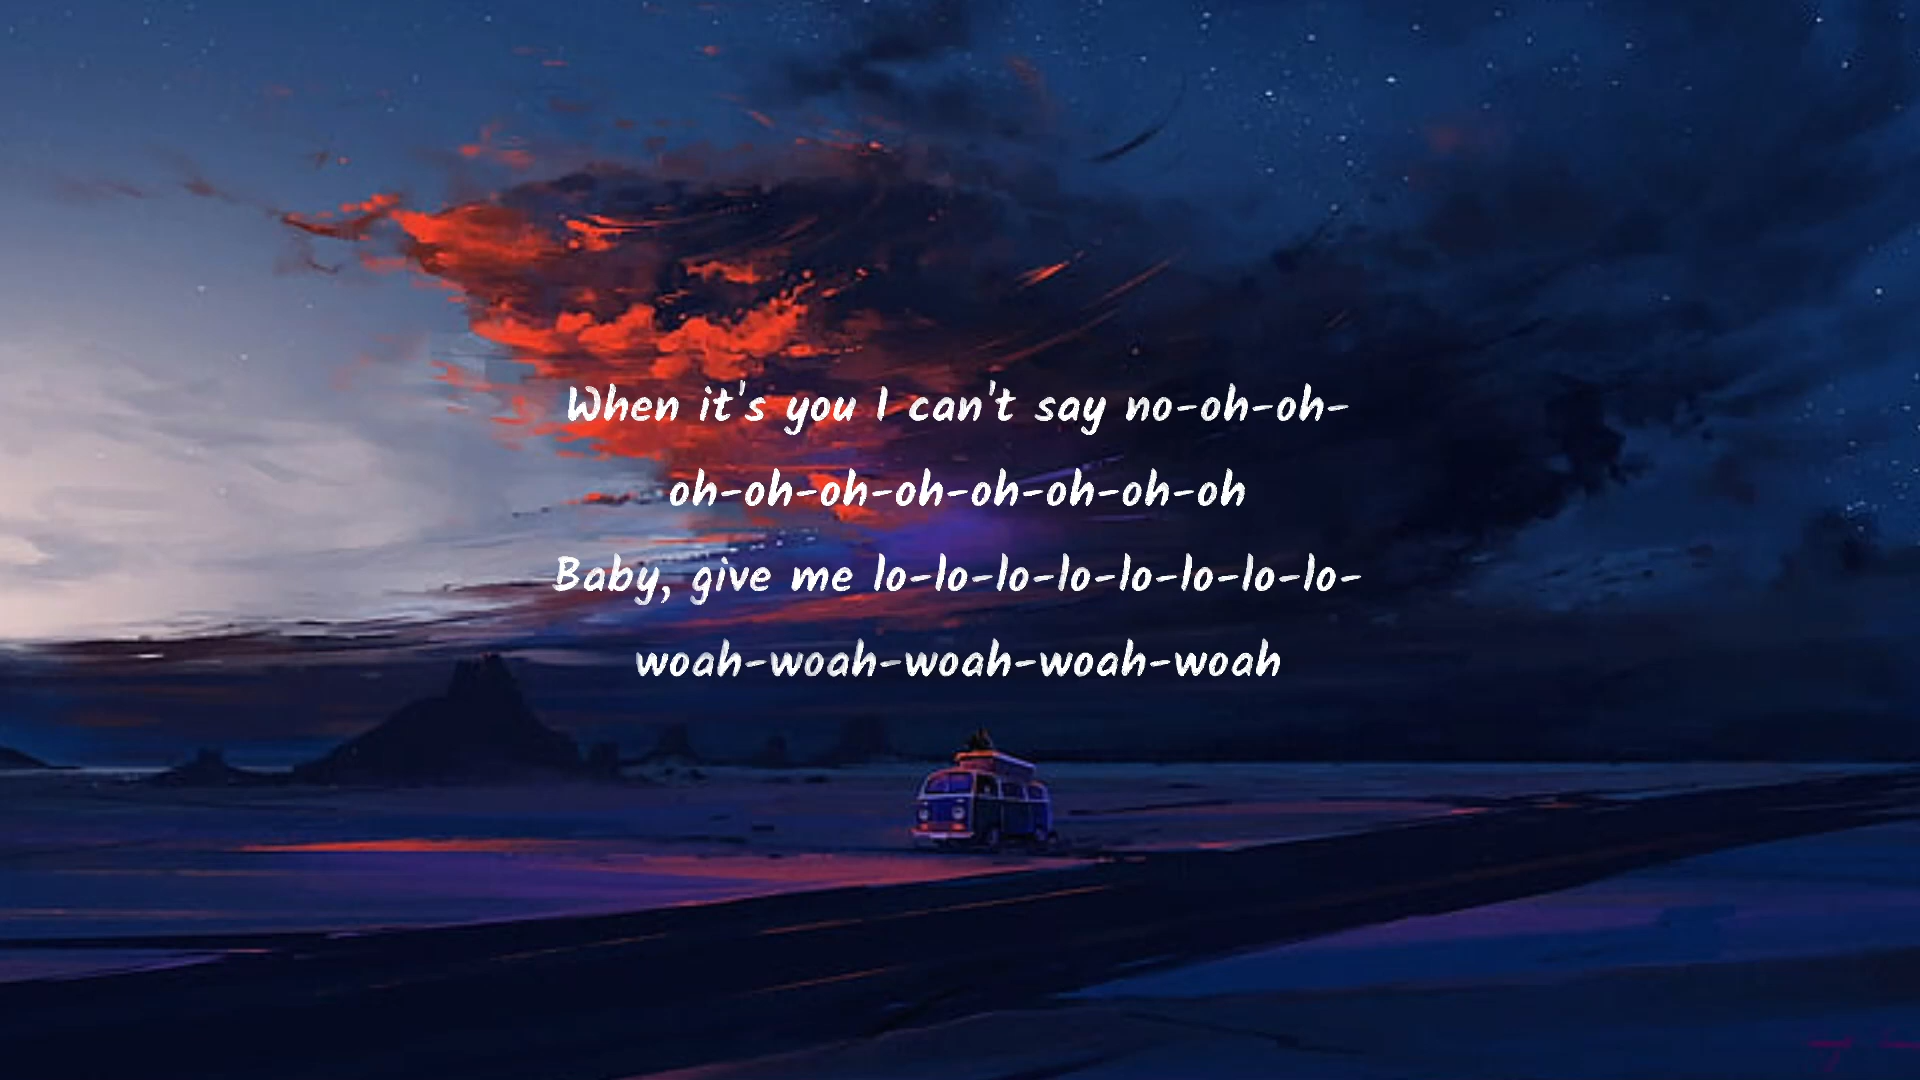 When it's you I can't say no-oh-oh-
oh-oh-oh-oh-oh-oh-oh-oh
Baby, give me lo-lo-lo-lo-lo-lo-lo-lo-
woah-woah-woah-woah-woah